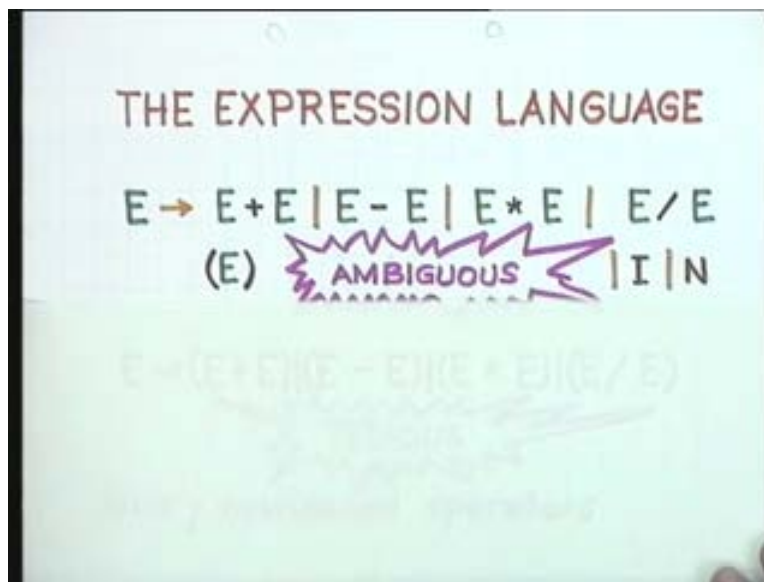 THE EXPRESSION LANGUAGE
E → E + E | E - E | E * E | E / E
(E) AMBIGUOUS | I | N
E → (E + E)|(E - E)|(E * E)|(E / E)